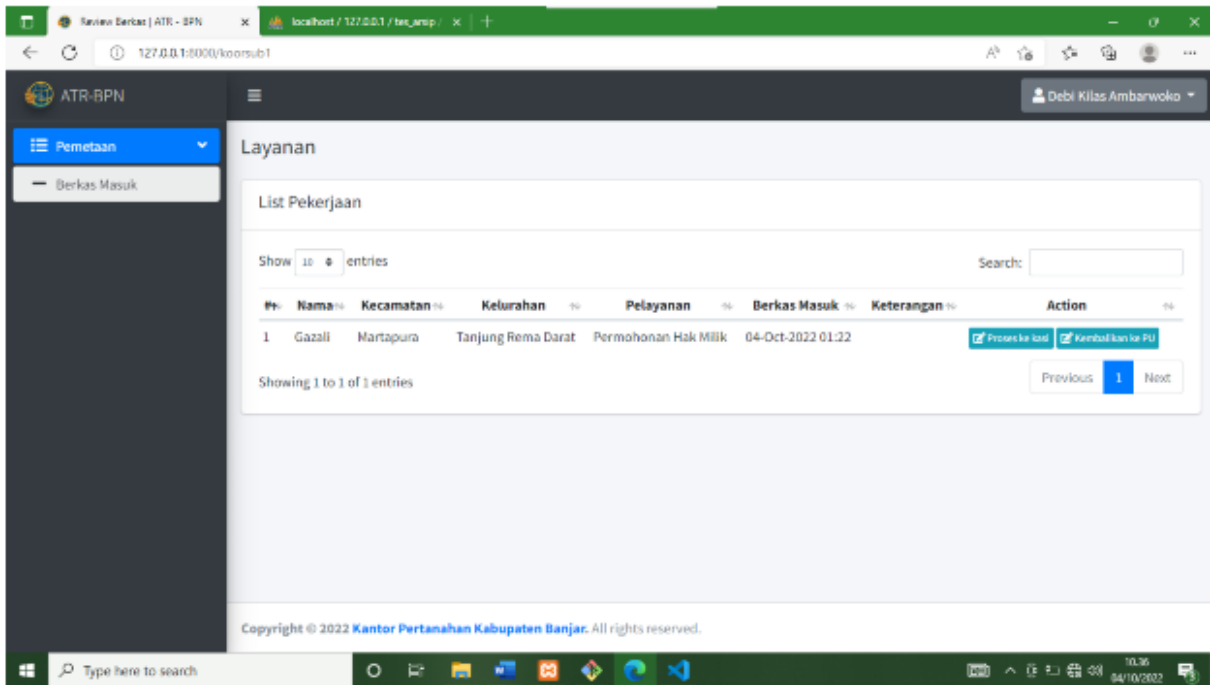 Review Berkas | ATR - BPN
localhost / 127.0.0.1 / tes_arsip /
127.0.0.1:8000/koorsub1
ATR-BPN
Debi Kilas Ambarwoko
Pemetaan
Berkas Masuk
Layanan
List Pekerjaan
Show 10 entries
Search:
# Nama Kecamatan Kelurahan Pelayanan Berkas Masuk Keterangan Action
1 Gazali Martapura Tanjung Rema Darat Permohonan Hak Milik 04-Oct-2022 01:22 Proses ke kasi Kembalikan ke PU
Showing 1 to 1 of 1 entries
Previous 1 Next
Copyright © 2022 Kantor Pertanahan Kabupaten Banjar. All rights reserved.
Type here to search
10.36
04/10/2022